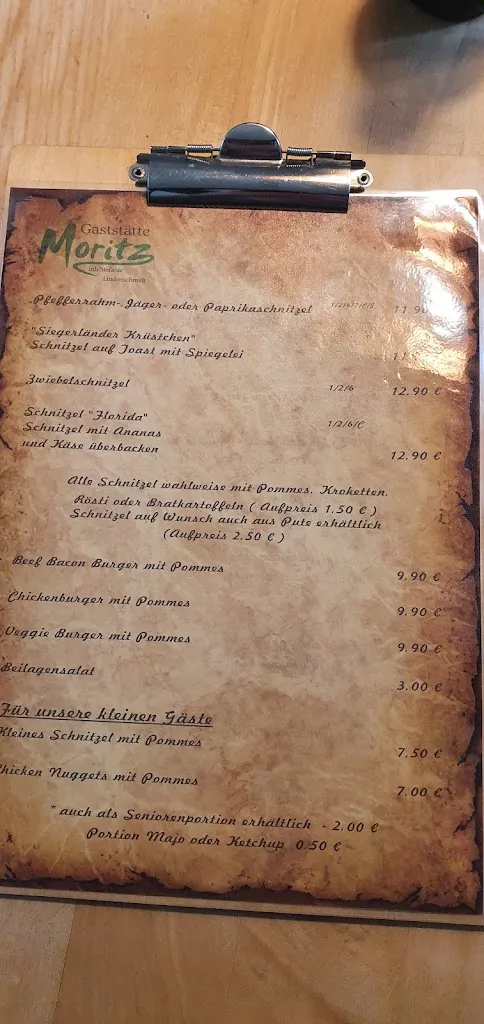 Gaststätte
Moritz
Inh. Stefanie
Lindenschmidt
Pfefferrahm-, Jäger- oder Paprikaschnitzel 11.90
"Siegerländer Krüstchen"
Schnitzel auf Toast mit Spiegelei
Zwiebelschnitzel 1/2/6 12.90 €
Schnitzel "Florida" 1/2/6/C
Schnitzel mit Ananas
und Käse überbacken 12.90 €
Alle Schnitzel wahlweise mit Pommes, Kroketten,
Rösti oder Bratkartoffeln ( Aufpreis 1.50 € )
Schnitzel auf Wunsch auch aus Pute erhältlich
(Aufpreis 2.50 € )
Beef Bacon Burger mit Pommes 9.90 €
Chickenburger mit Pommes 9.90 €
Veggie Burger mit Pommes 9.90 €
Beilagensalat 3.00 €
Für unsere kleinen Gäste
Kleines Schnitzel mit Pommes 7.50 €
Chicken Nuggets mit Pommes 7.00 €
* auch als Seniorenportion erhältlich - 2.00 €
Portion Majo oder Ketchup 0.50 €